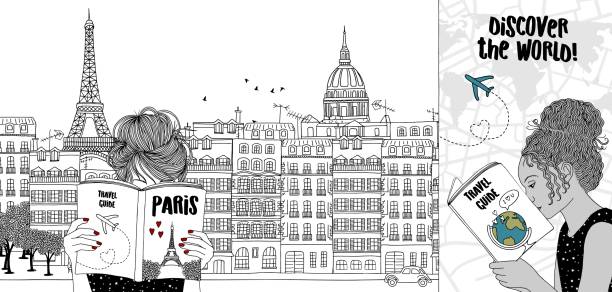 TRAVEL
GUIDE
PARIS
DISCOVER
the WORLD!
TRAVEL
GUIDE